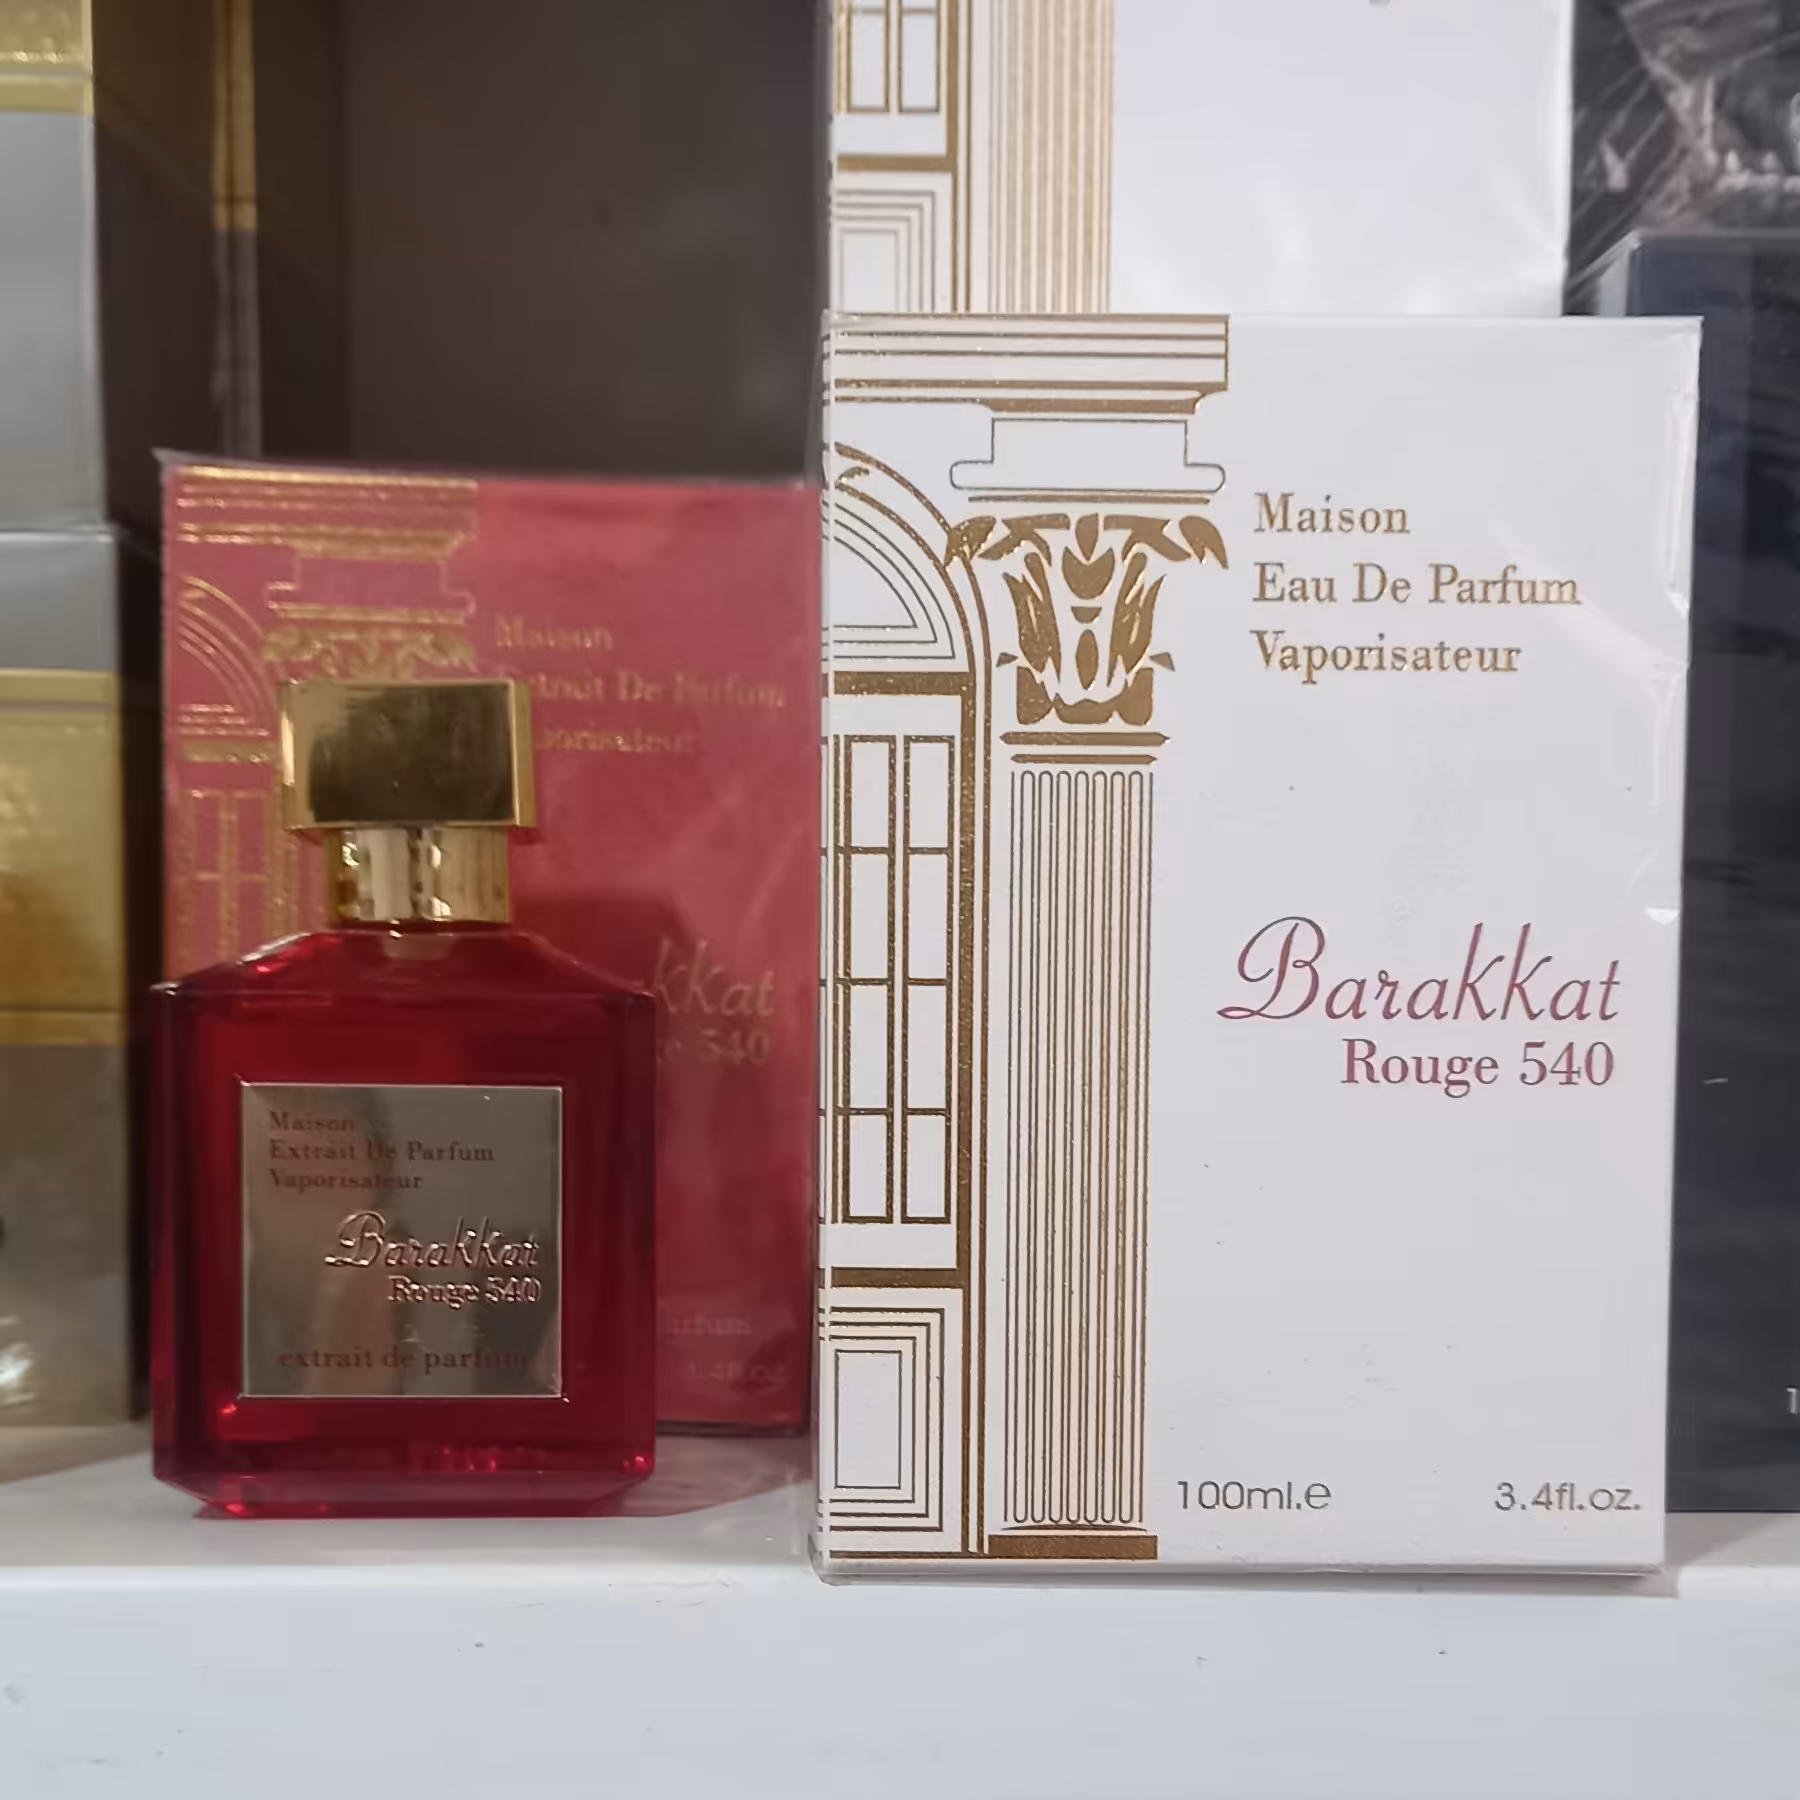 Maison
Extrait De Parfum
Vaporisateur
kkat
540
Maison
Extrait De Parfum
Vaporisateur
Barakkat
Rouge 540
extrait de parfum
Maison
Eau De Parfum
Vaporisateur
Barakkat
Rouge 540
100ml.e 3.4fl.oz.